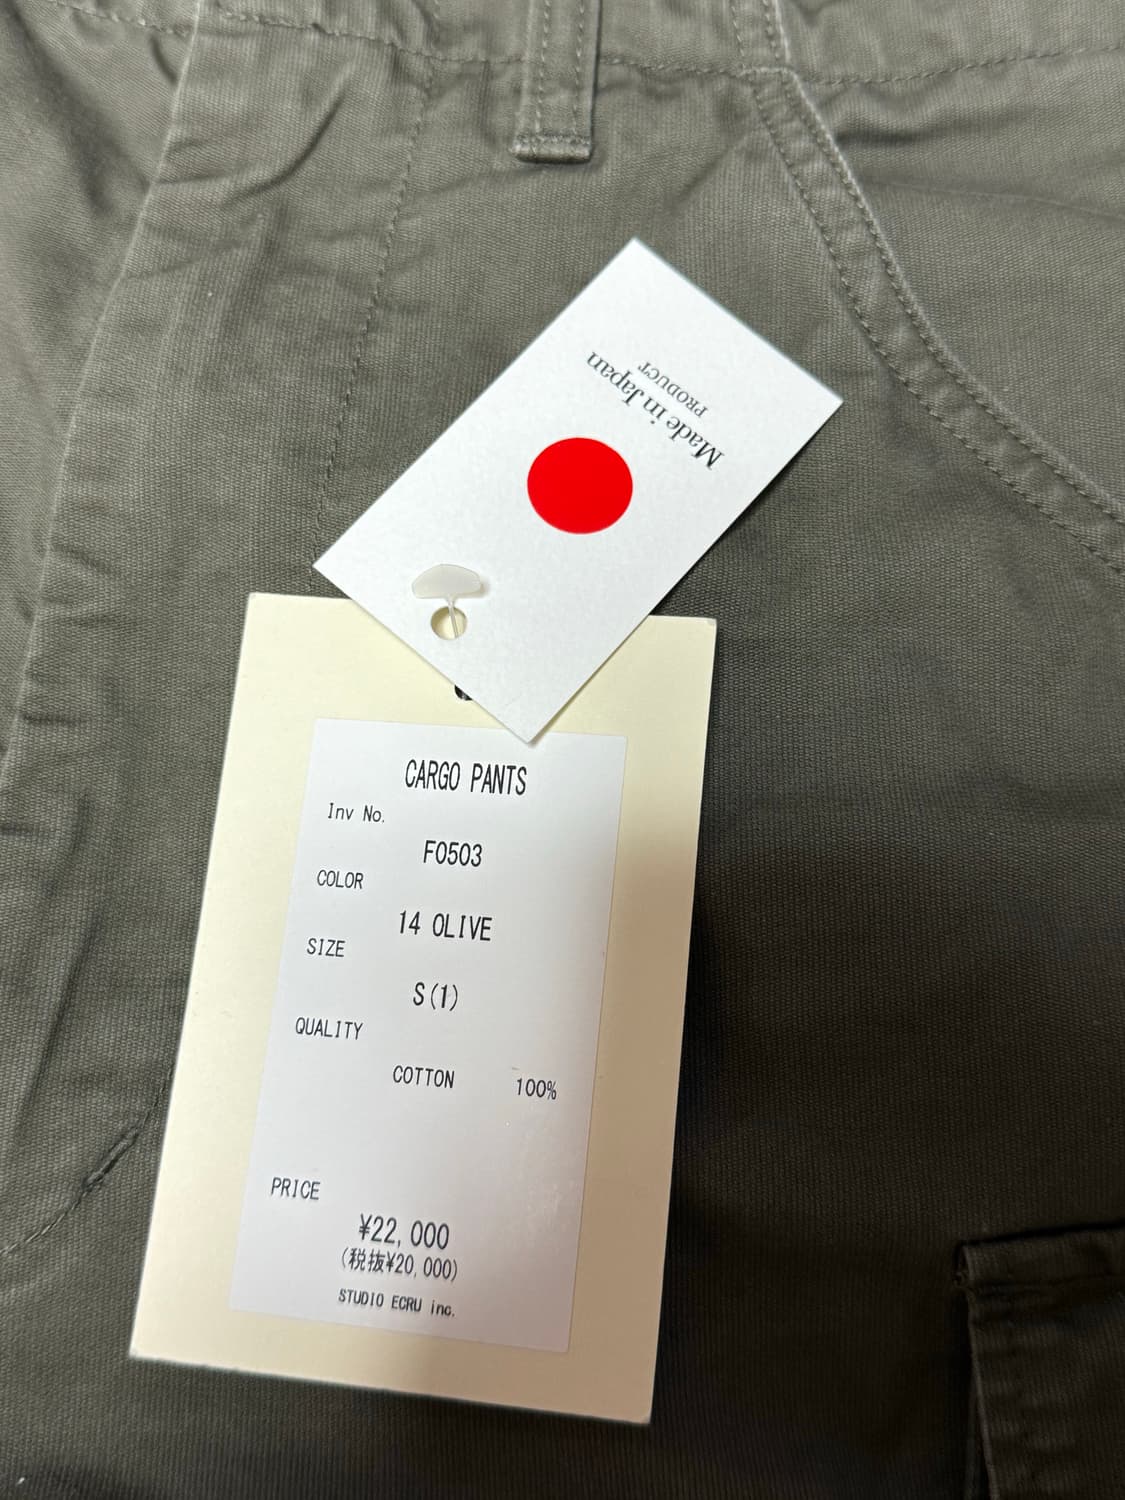 Made in Japan
PRODUCT
CARGO PANTS
Inv No.
F0503
COLOR
14 OLIVE
SIZE
S(1)
QUALITY
COTTON 100%
PRICE
¥22,000
(税抜¥20,000)
STUDIO ECRU inc.